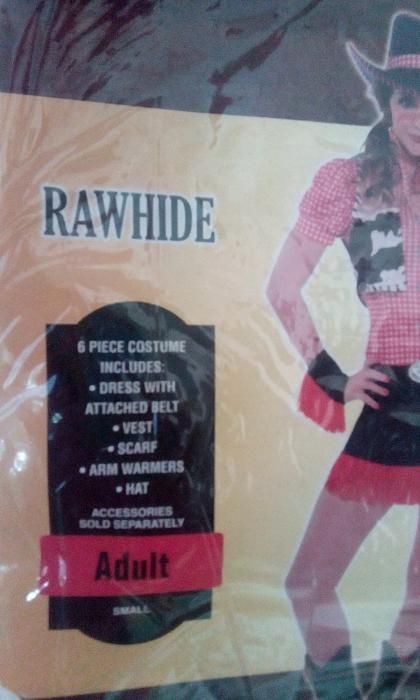 RAWHIDE
6 PIECE COSTUME
INCLUDES:
• DRESS WITH
ATTACHED BELT
• VEST
• SCARF
• ARM WARMERS
• HAT
ACCESSORIES
SOLD SEPARATELY
Adult
SMALL